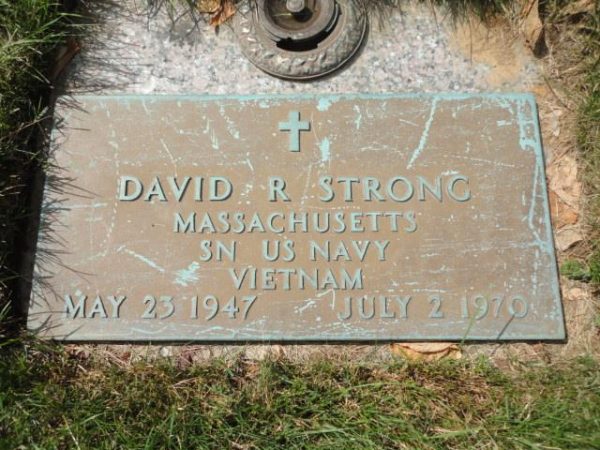 DAVID R STRONG
MASSACHUSETTS
SN US NAVY
VIETNAM
MAY 23 1947 JULY 2 1970